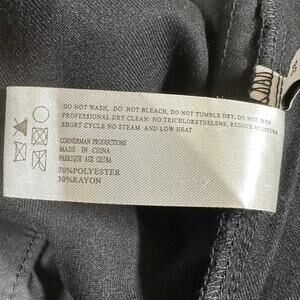 DO NOT WASH, DO NOT BLEACH, DO NOT TUMBLE DRY, DO NOT IRON
PROFESSIONAL DRY CLEAN: NO TRICHLORETHELENE, REDUCE MOISTURE
SHORT CYCLE NO STEAM AND LOW HEAT
CORNERMAN PRODUCTIONS
MADE IN CHINA
FABRIQUE AUX CHINA
70%POLYESTER
30%RAYON